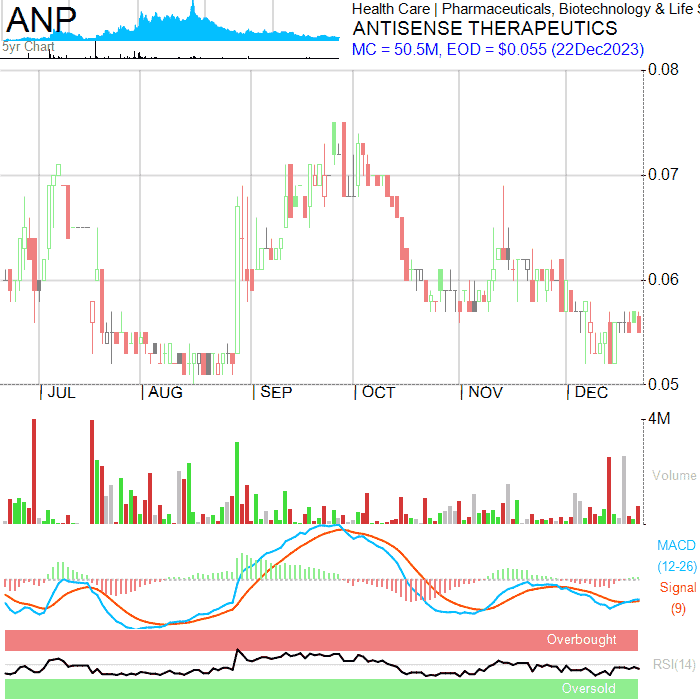 ANP
5yr Chart
Health Care | Pharmaceuticals, Biotechnology & Life S
ANTISENSE THERAPEUTICS
MC = 50.5M, EOD = $0.055 (22Dec2023)
0.08
0.07
0.06
0.05
| JUL | AUG | SEP | OCT | NOV | DEC
4M
Volume
MACD
(12-26)
Signal
(9)
Overbought
RSI(14)
Oversold